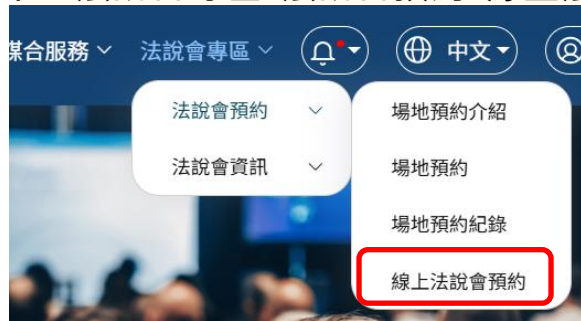 媒合服務 法說會專區 中文
法說會預約 場地預約介紹
法說會資訊 場地預約
場地預約紀錄
線上法說會預約